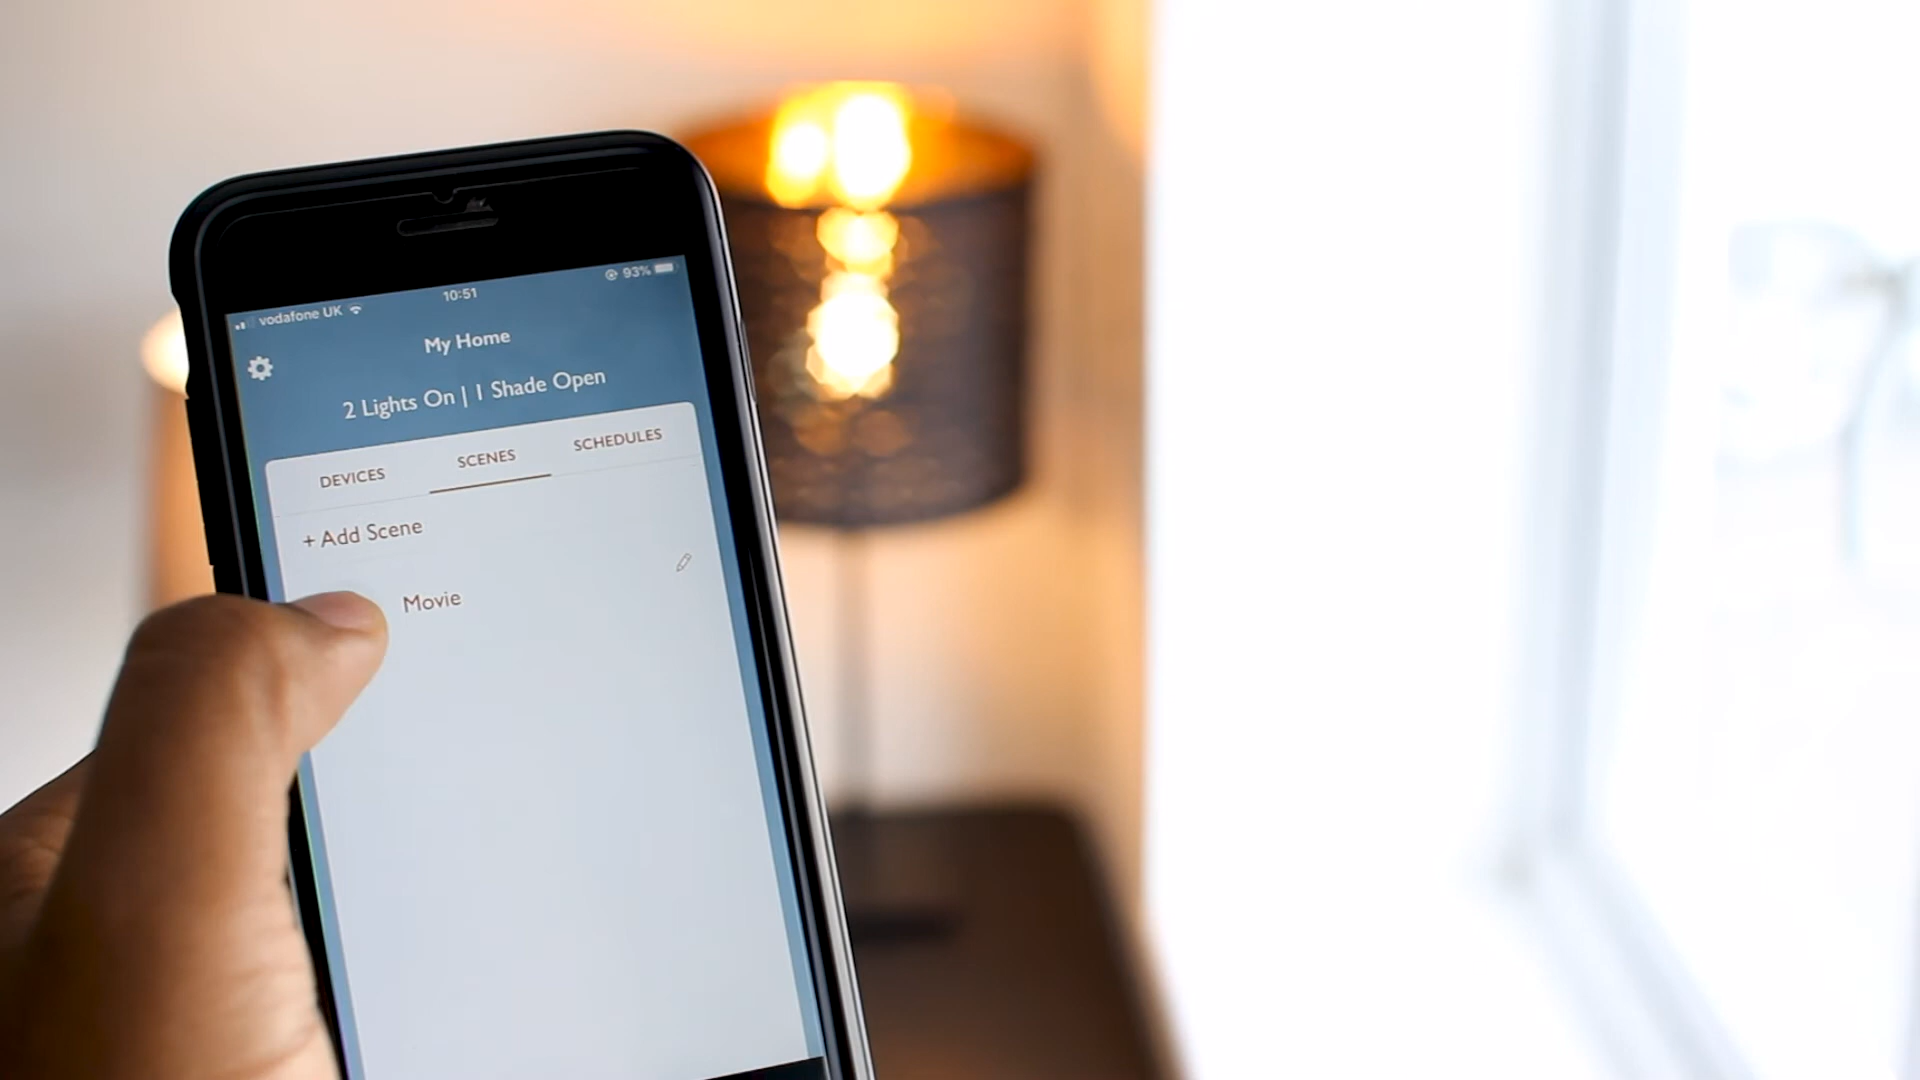 vodafone UK 10:51 93%
My Home
2 Lights On | 1 Shade Open
DEVICES SCENES SCHEDULES
+ Add Scene
Movie